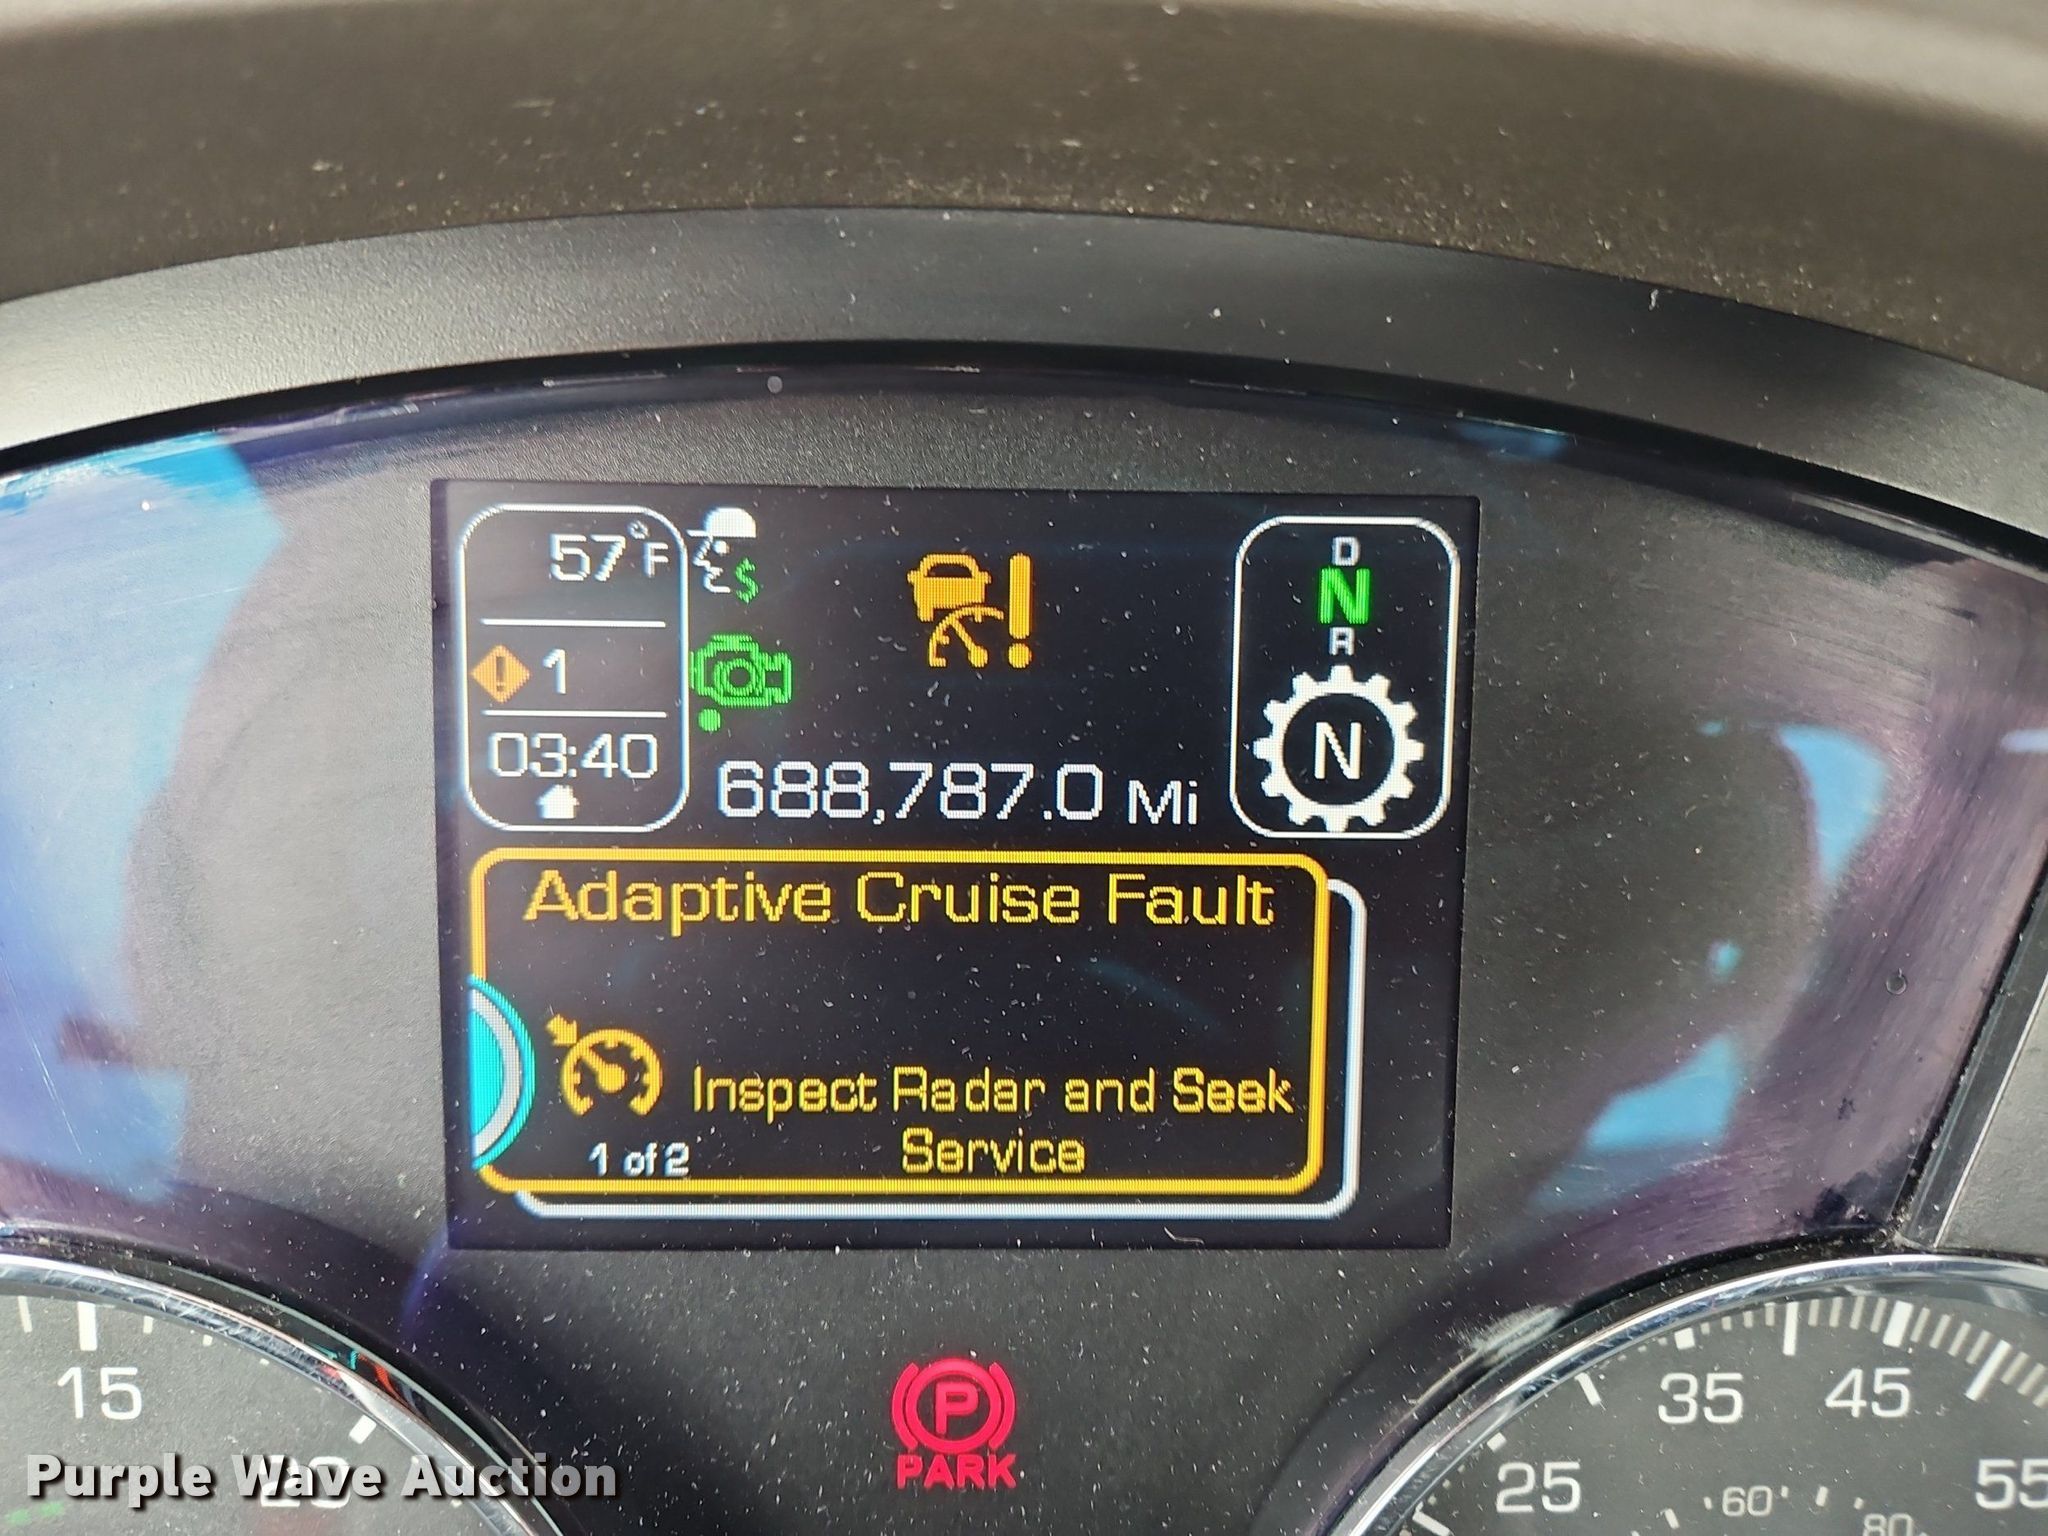 57°F
$
D
N
R
1
N
03:40
688,787.0 Mi
Adaptive Cruise Fault
Inspect Radar and Seek
Service
1 of 2
P
PARK
15
20
25
35
45
55
60
80
Purple Wave Auction